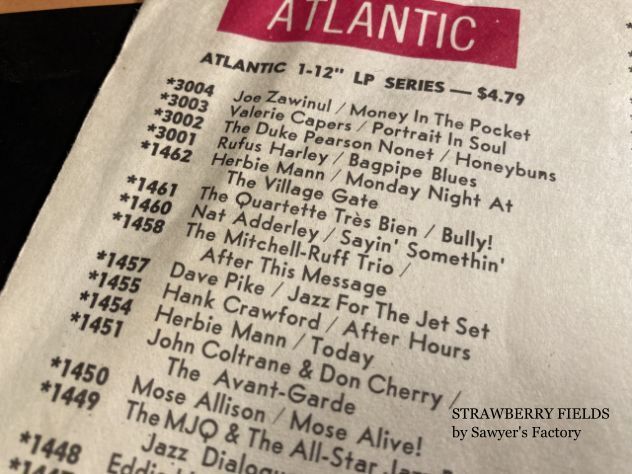 ATLANTIC
ATLANTIC 1-12" LP SERIES — $4.79
*3004 Joe Zawinul / Money In The Pocket
*3003 Valerie Capers / Portrait In Soul
*3002 The Duke Pearson Nonet / Honeybuns
*3001 Rufus Harley / Bagpipe Blues
*1462 Herbie Mann / Monday Night At
The Village Gate
*1461 The Quartette Très Bien / Bully!
*1460 Nat Adderley / Sayin' Somethin'
*1458 The Mitchell-Ruff Trio /
After This Message
*1457 Dave Pike / Jazz For The Jet Set
*1455 Hank Crawford / After Hours
*1454 Herbie Mann / Today
*1451 John Coltrane & Don Cherry /
The Avant-Garde
*1450 Mose Allison / Mose Alive!
*1449 The MJQ & The All-Star Jazz
Jazz Dialogue
*1448 Eddie
STRAWBERRY FIELDS
by Sawyer's Factory